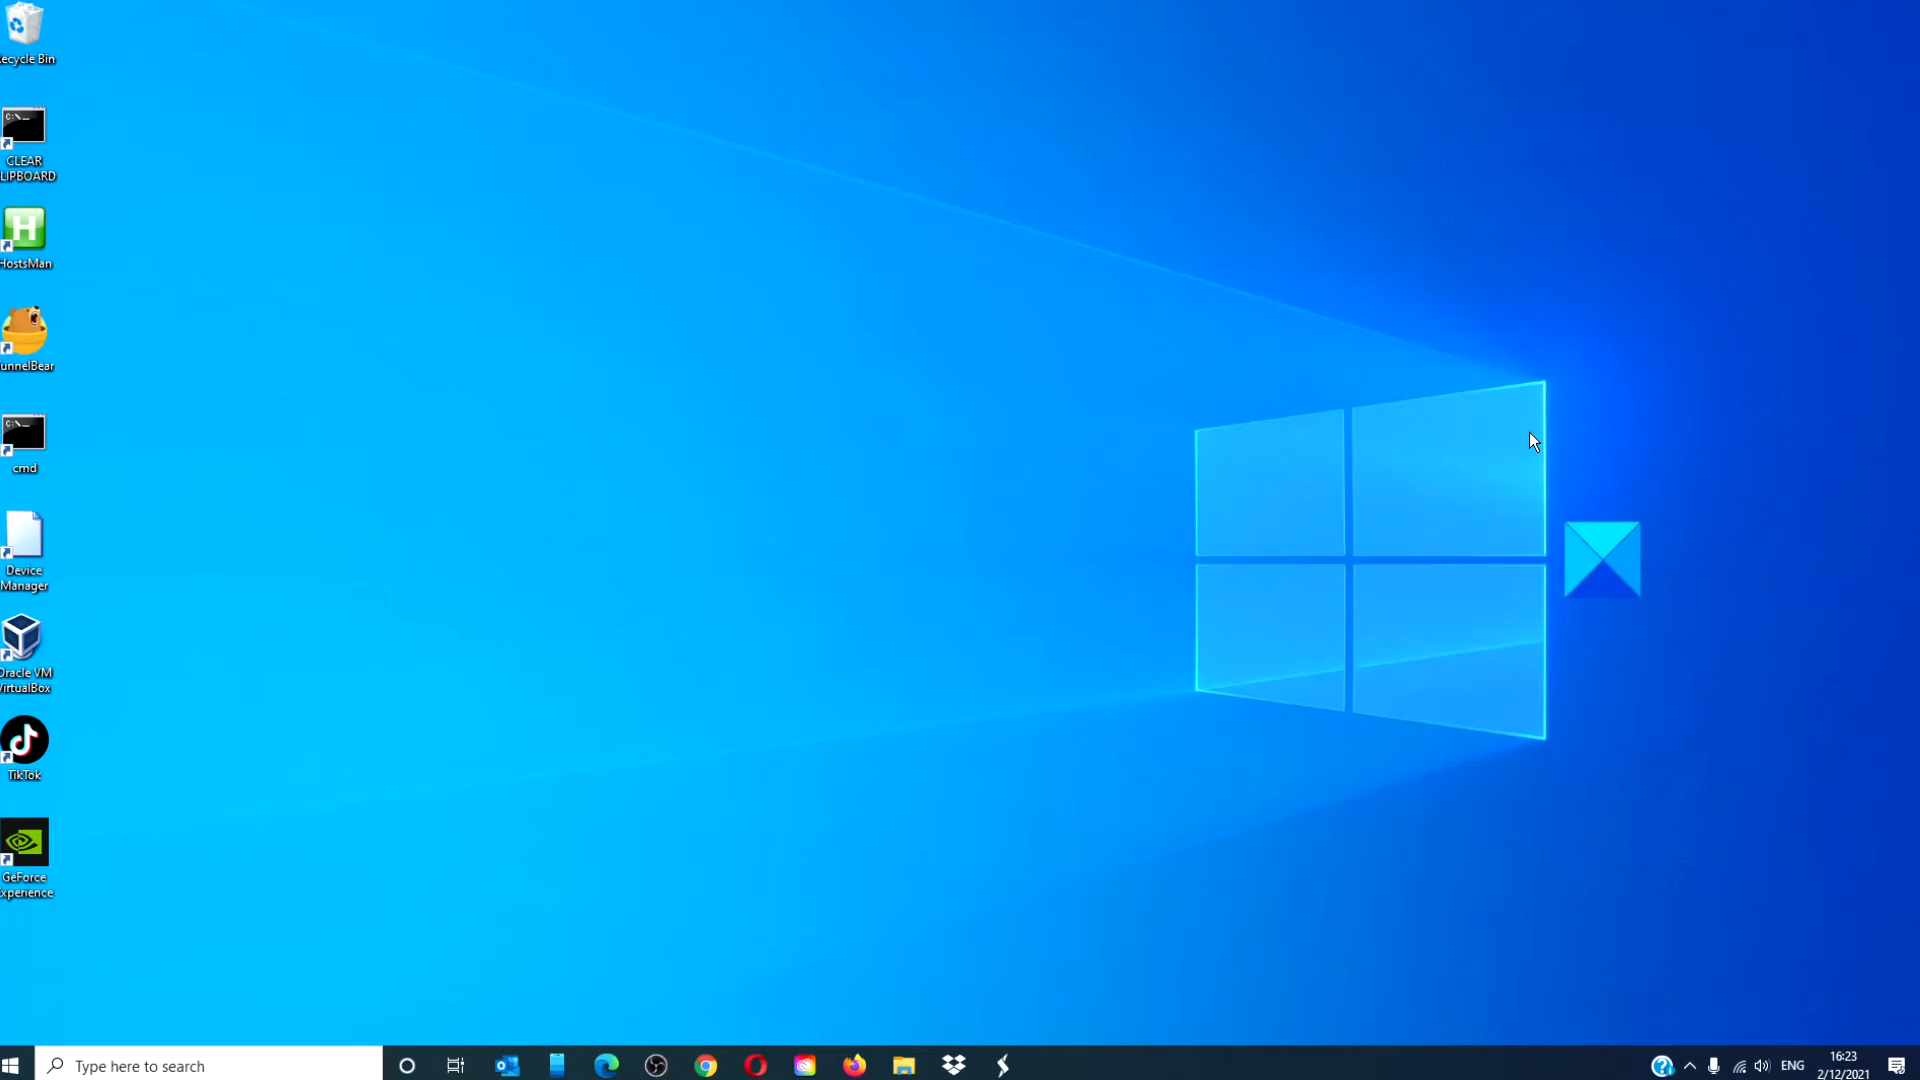 ecycle Bin
C:\_
CLEAR
LIPBOARD
H
HostsMan
unnelBear
C:\_
cmd
Device
Manager
Oracle VM
VirtualBox
TikTok
GeForce
xperience
Type here to search
ENG
16:23
2/12/2021